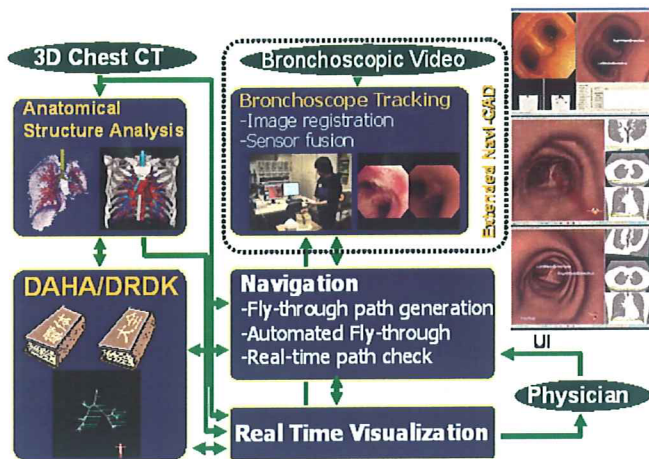 3D Chest CT
Bronchoscopic Video
Anatomical
Structure Analysis
Bronchoscope Tracking
-Image registration
-Sensor fusion
Extended Navi-CAD
DAHA/DRDK
Navigation
-Fly-through path generation
-Automated Fly-through
-Real-time path check
UI
Physician
Real Time Visualization